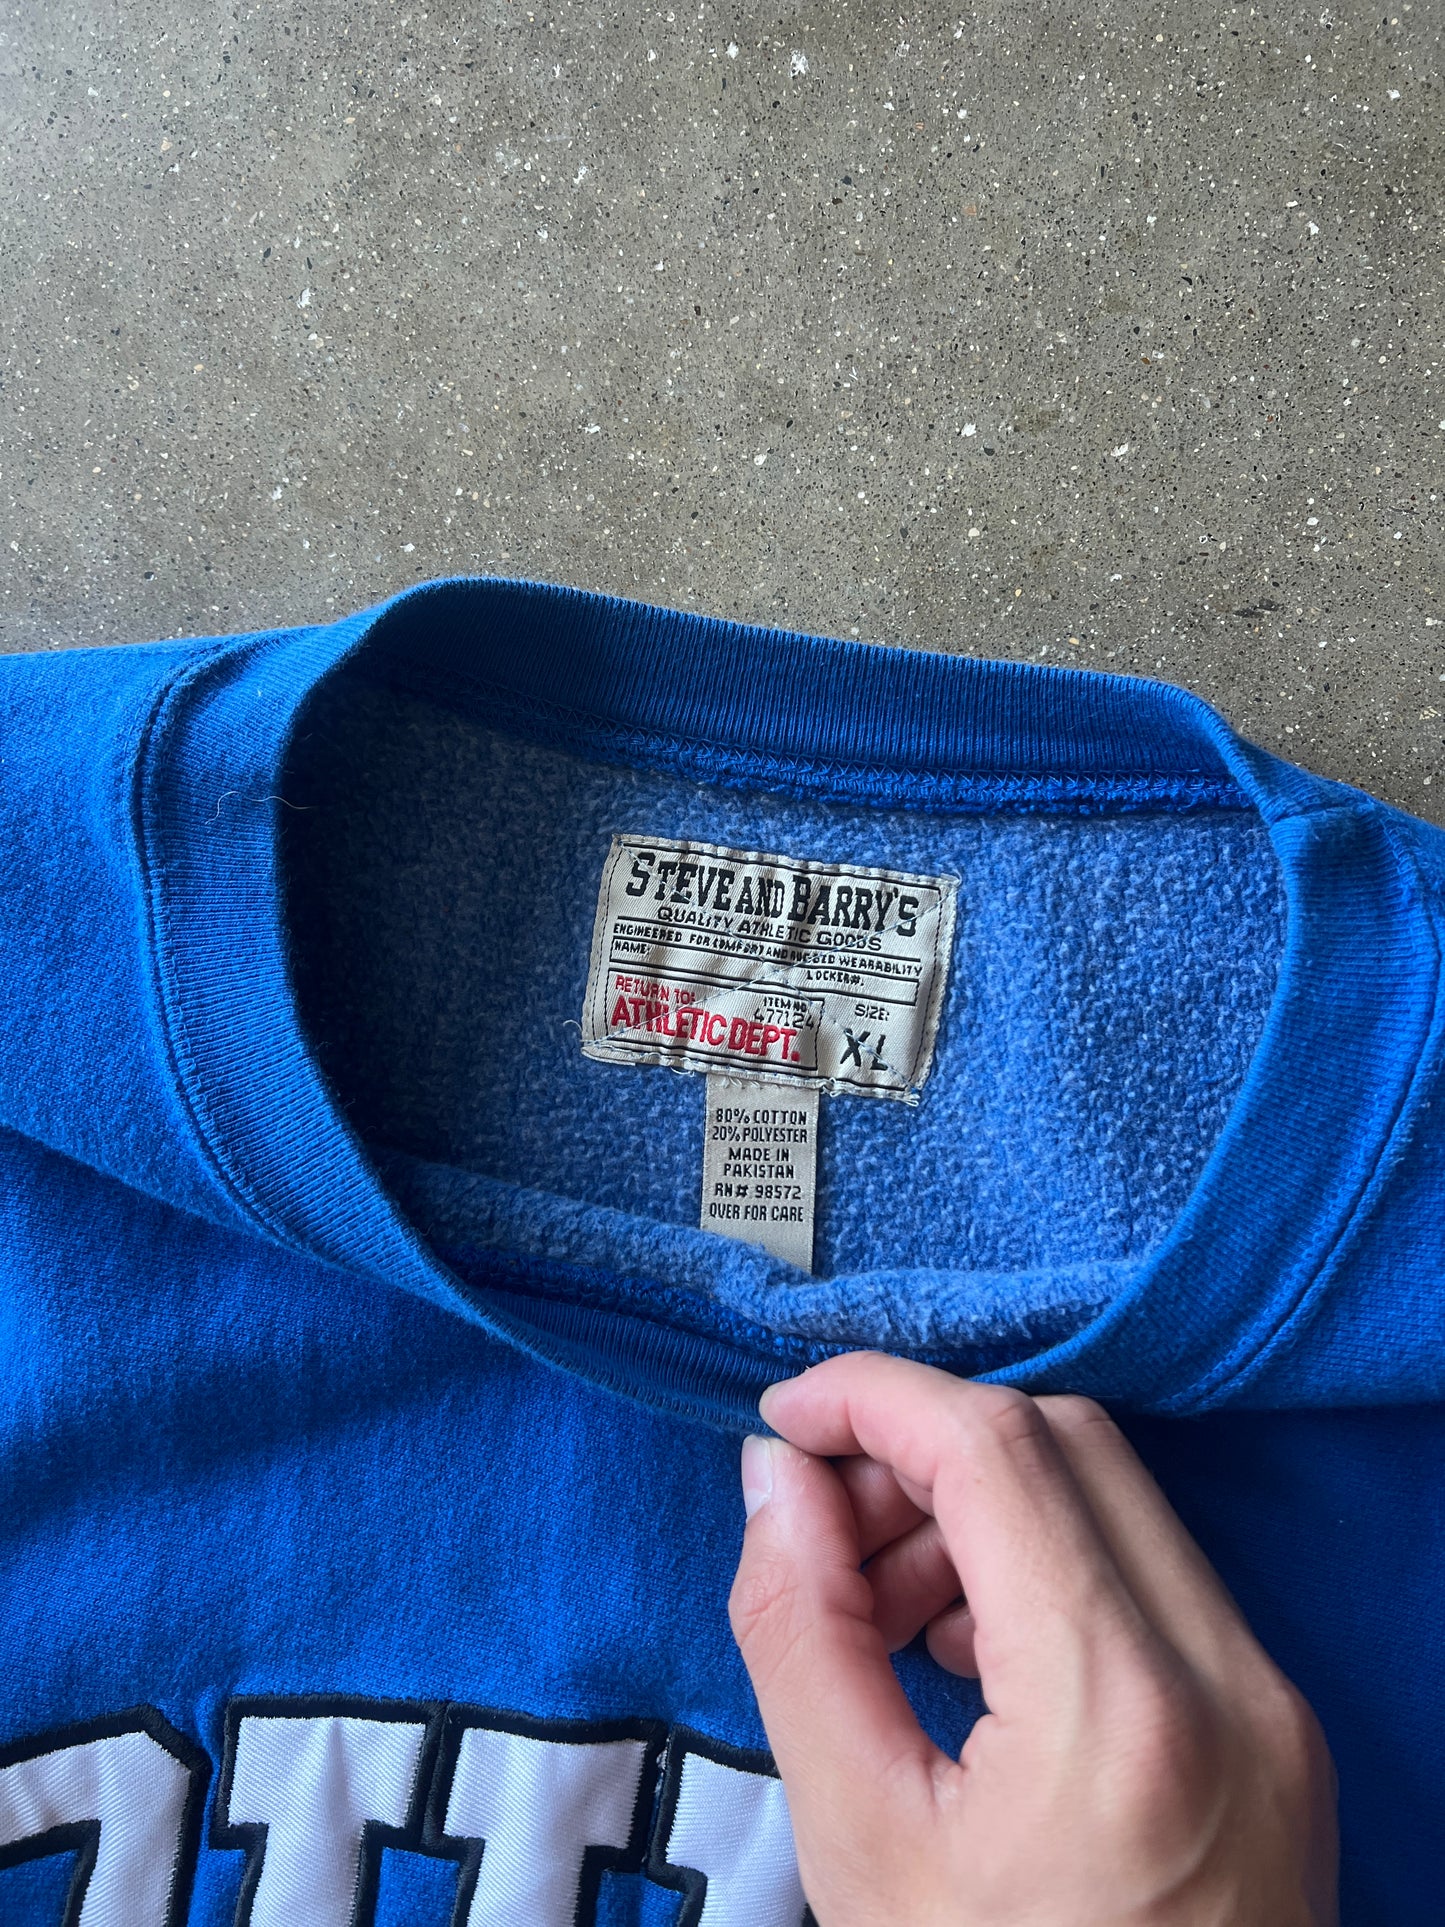 STEVE AND BARRY'S
QUALITY ATHLETIC GOODS
ENGINEERED FOR COMFORT AND RUGGED WEARABILITY
NAME: LOCKER#.
RETURN TO: ITEM NO SIZE:
477124
ATHLETIC DEPT. XL
80% COTTON
20% POLYESTER
MADE IN
PAKISTAN
RN# 98572
OVER FOR CARE